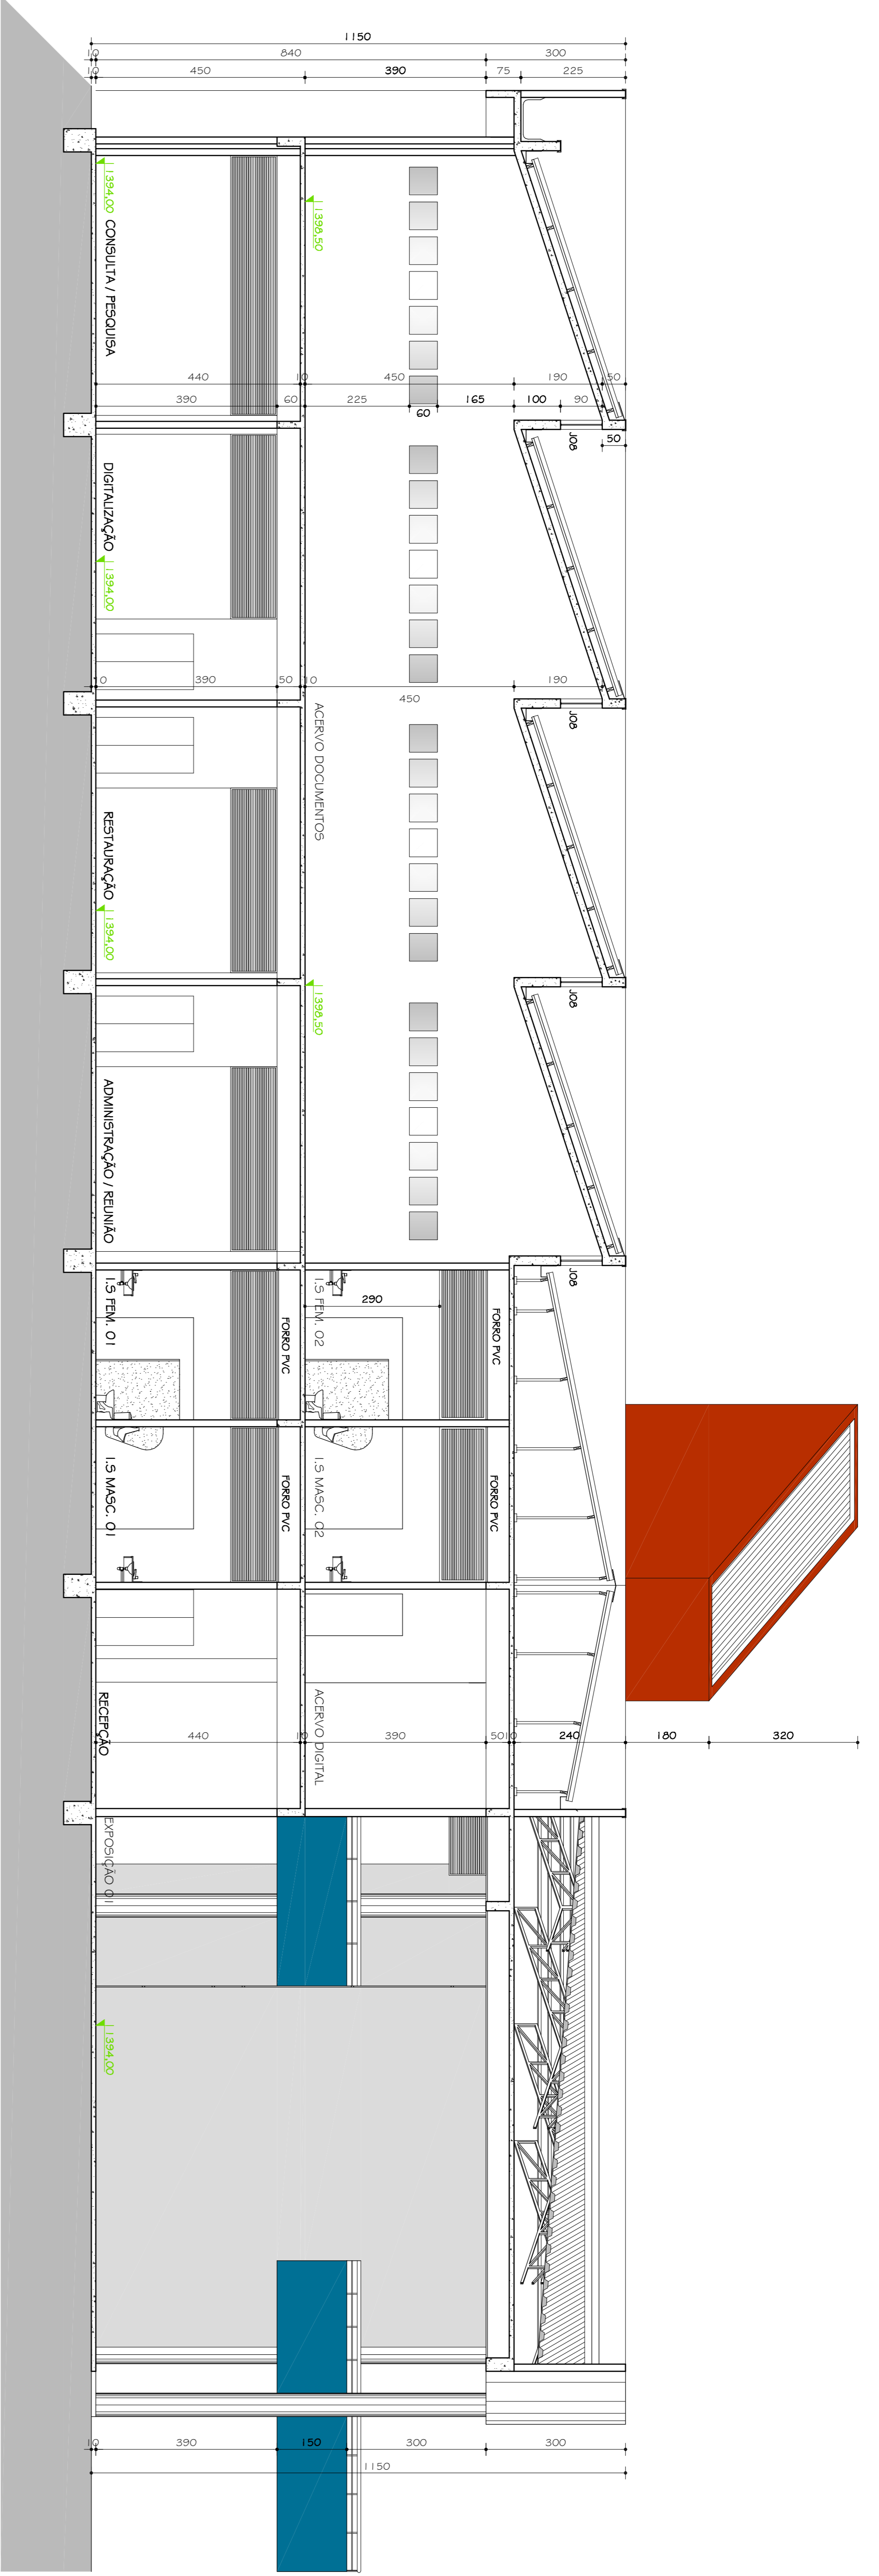 1150
10
840
300
10
450
390
75
225
1394,00
CONSULTA / PESQUISA
1398,50
440
10
450
190
50
390
60
225
60
165
100
90
50
J08
DIGITALIZAÇÃO
1394,00
10
390
50
10
450
190
J08
ACERVO DOCUMENTOS
RESTAURAÇÃO
1394,00
1398,50
J08
ADMINISTRAÇÃO / REUNIÃO
J08
I.S FEM. 01
FORRO PVC
290
I.S FEM. 02
FORRO PVC
I.S MASC. 01
FORRO PVC
I.S MASC. 02
FORRO PVC
RECEPÇÃO
ACERVO DIGITAL
440
10
390
50
10
240
180
320
EXPOSIÇÃO 01
1394,00
10
390
150
300
300
1150